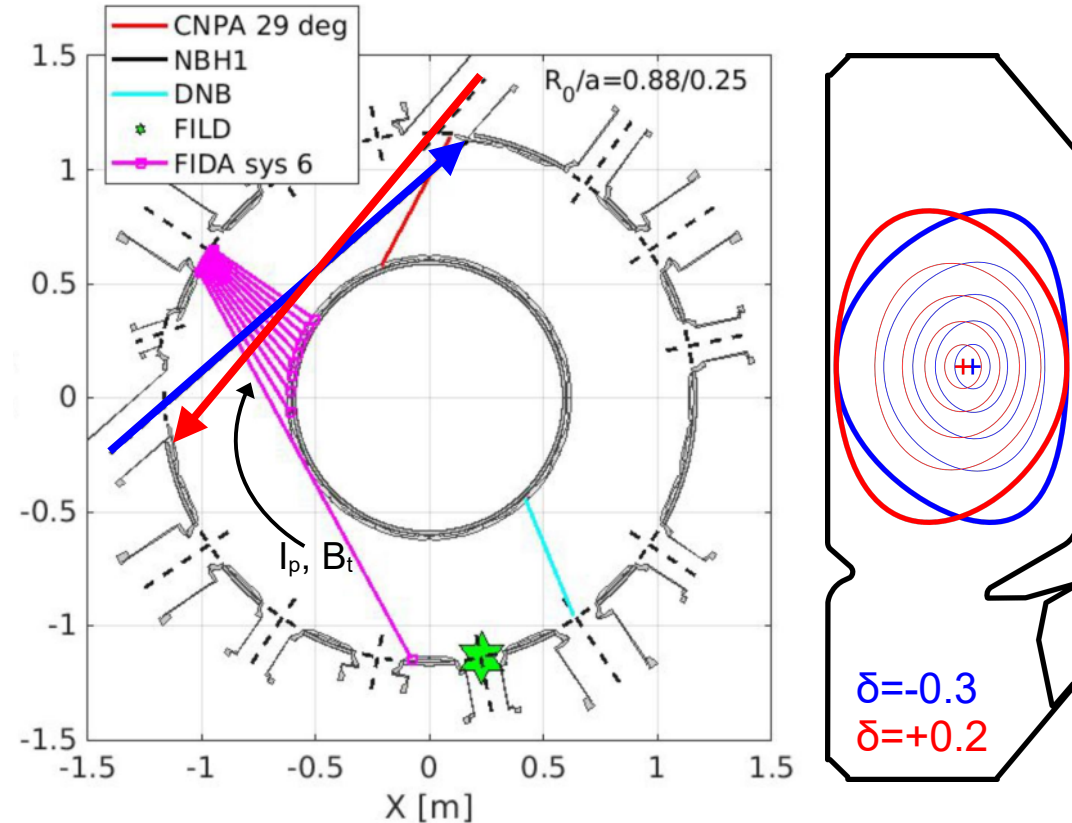 CNPA 29 deg
NBH1
DNB
FILD
FIDA sys 6
R₀/a=0.88/0.25
1.5
1
0.5
0
-0.5
-1
-1.5
Iₚ, Bₜ
-1.5 -1 -0.5 0 0.5 1 1.5
X [m]
δ=-0.3
δ=+0.2